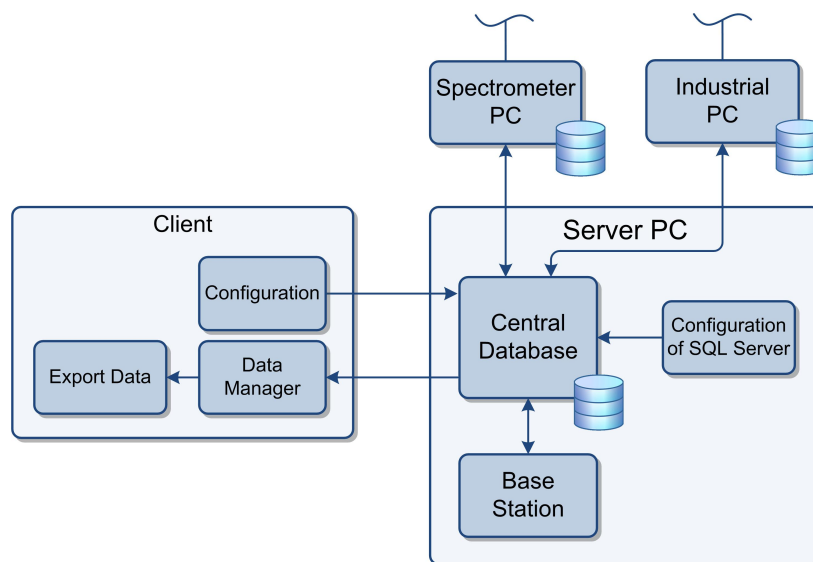 Spectrometer
PC
Industrial
PC
Client
Server PC
Configuration
Central
Database
Configuration
of SQL Server
Export Data
Data
Manager
Base
Station